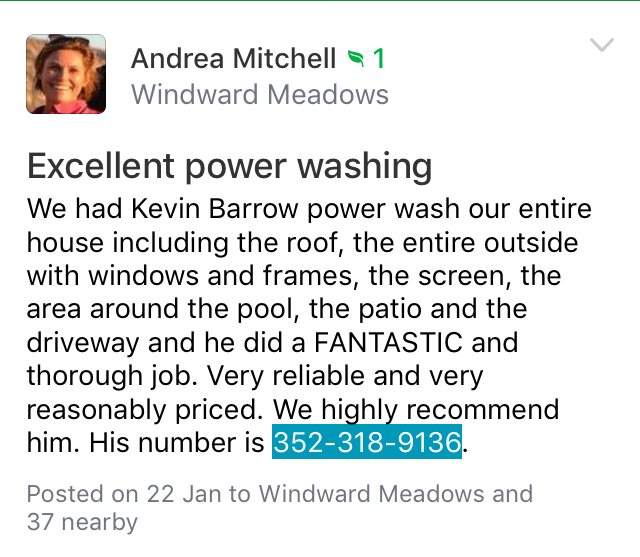 Andrea Mitchell 1
Windward Meadows
Excellent power washing
We had Kevin Barrow power wash our entire
house including the roof, the entire outside
with windows and frames, the screen, the
area around the pool, the patio and the
driveway and he did a FANTASTIC and
thorough job. Very reliable and very
reasonably priced. We highly recommend
him. His number is 352-318-9136.
Posted on 22 Jan to Windward Meadows and
37 nearby